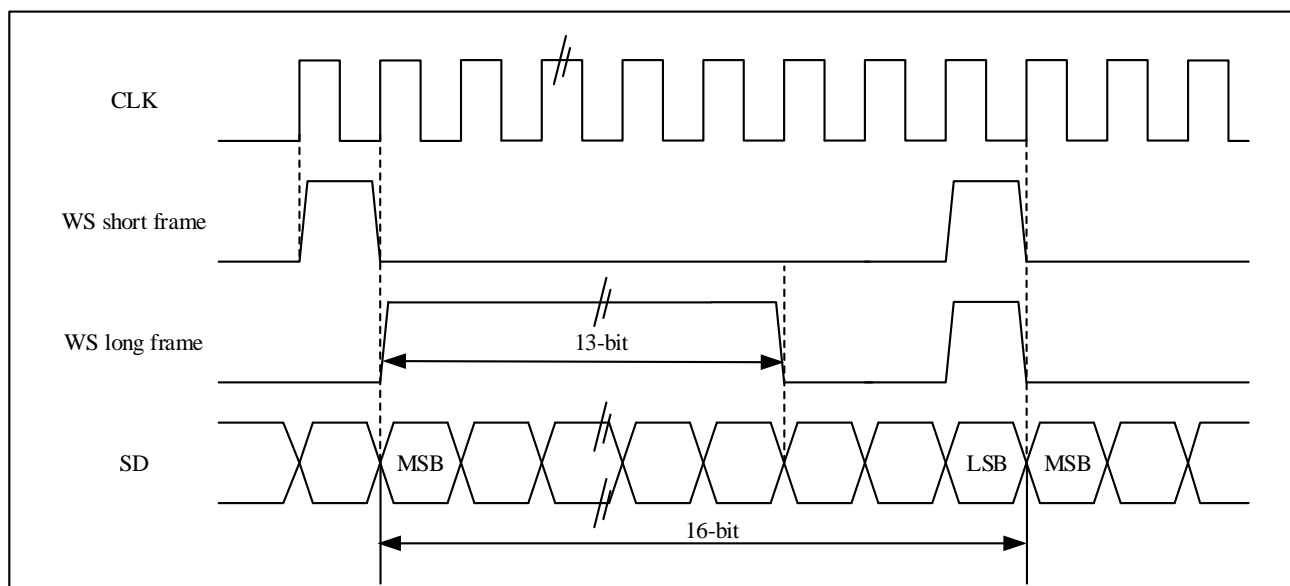 CLK
WS short frame
WS long frame
13-bit
SD
MSB
LSB
MSB
16-bit